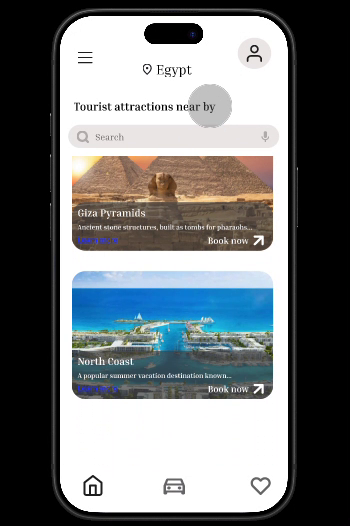 Egypt
Tourist attractions near by
Search
Giza Pyramids
Ancient stone structures, built as tombs for pharaohs...
Book now
North Coast
A popular summer vacation destination known...
Book now